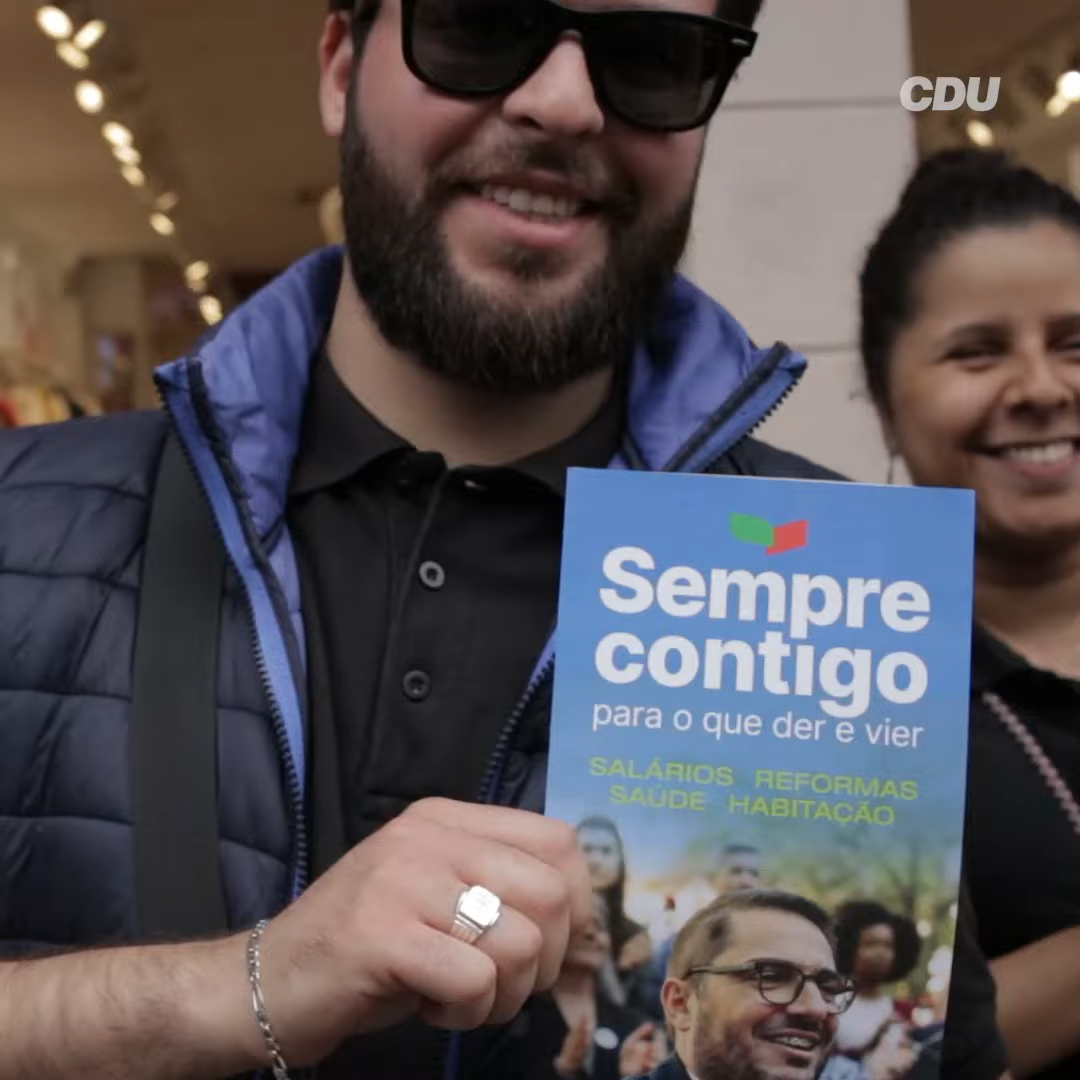 CDU
Sempre
contigo
para o que der e vier
SALÁRIOS REFORMAS
SAÚDE HABITAÇÃO